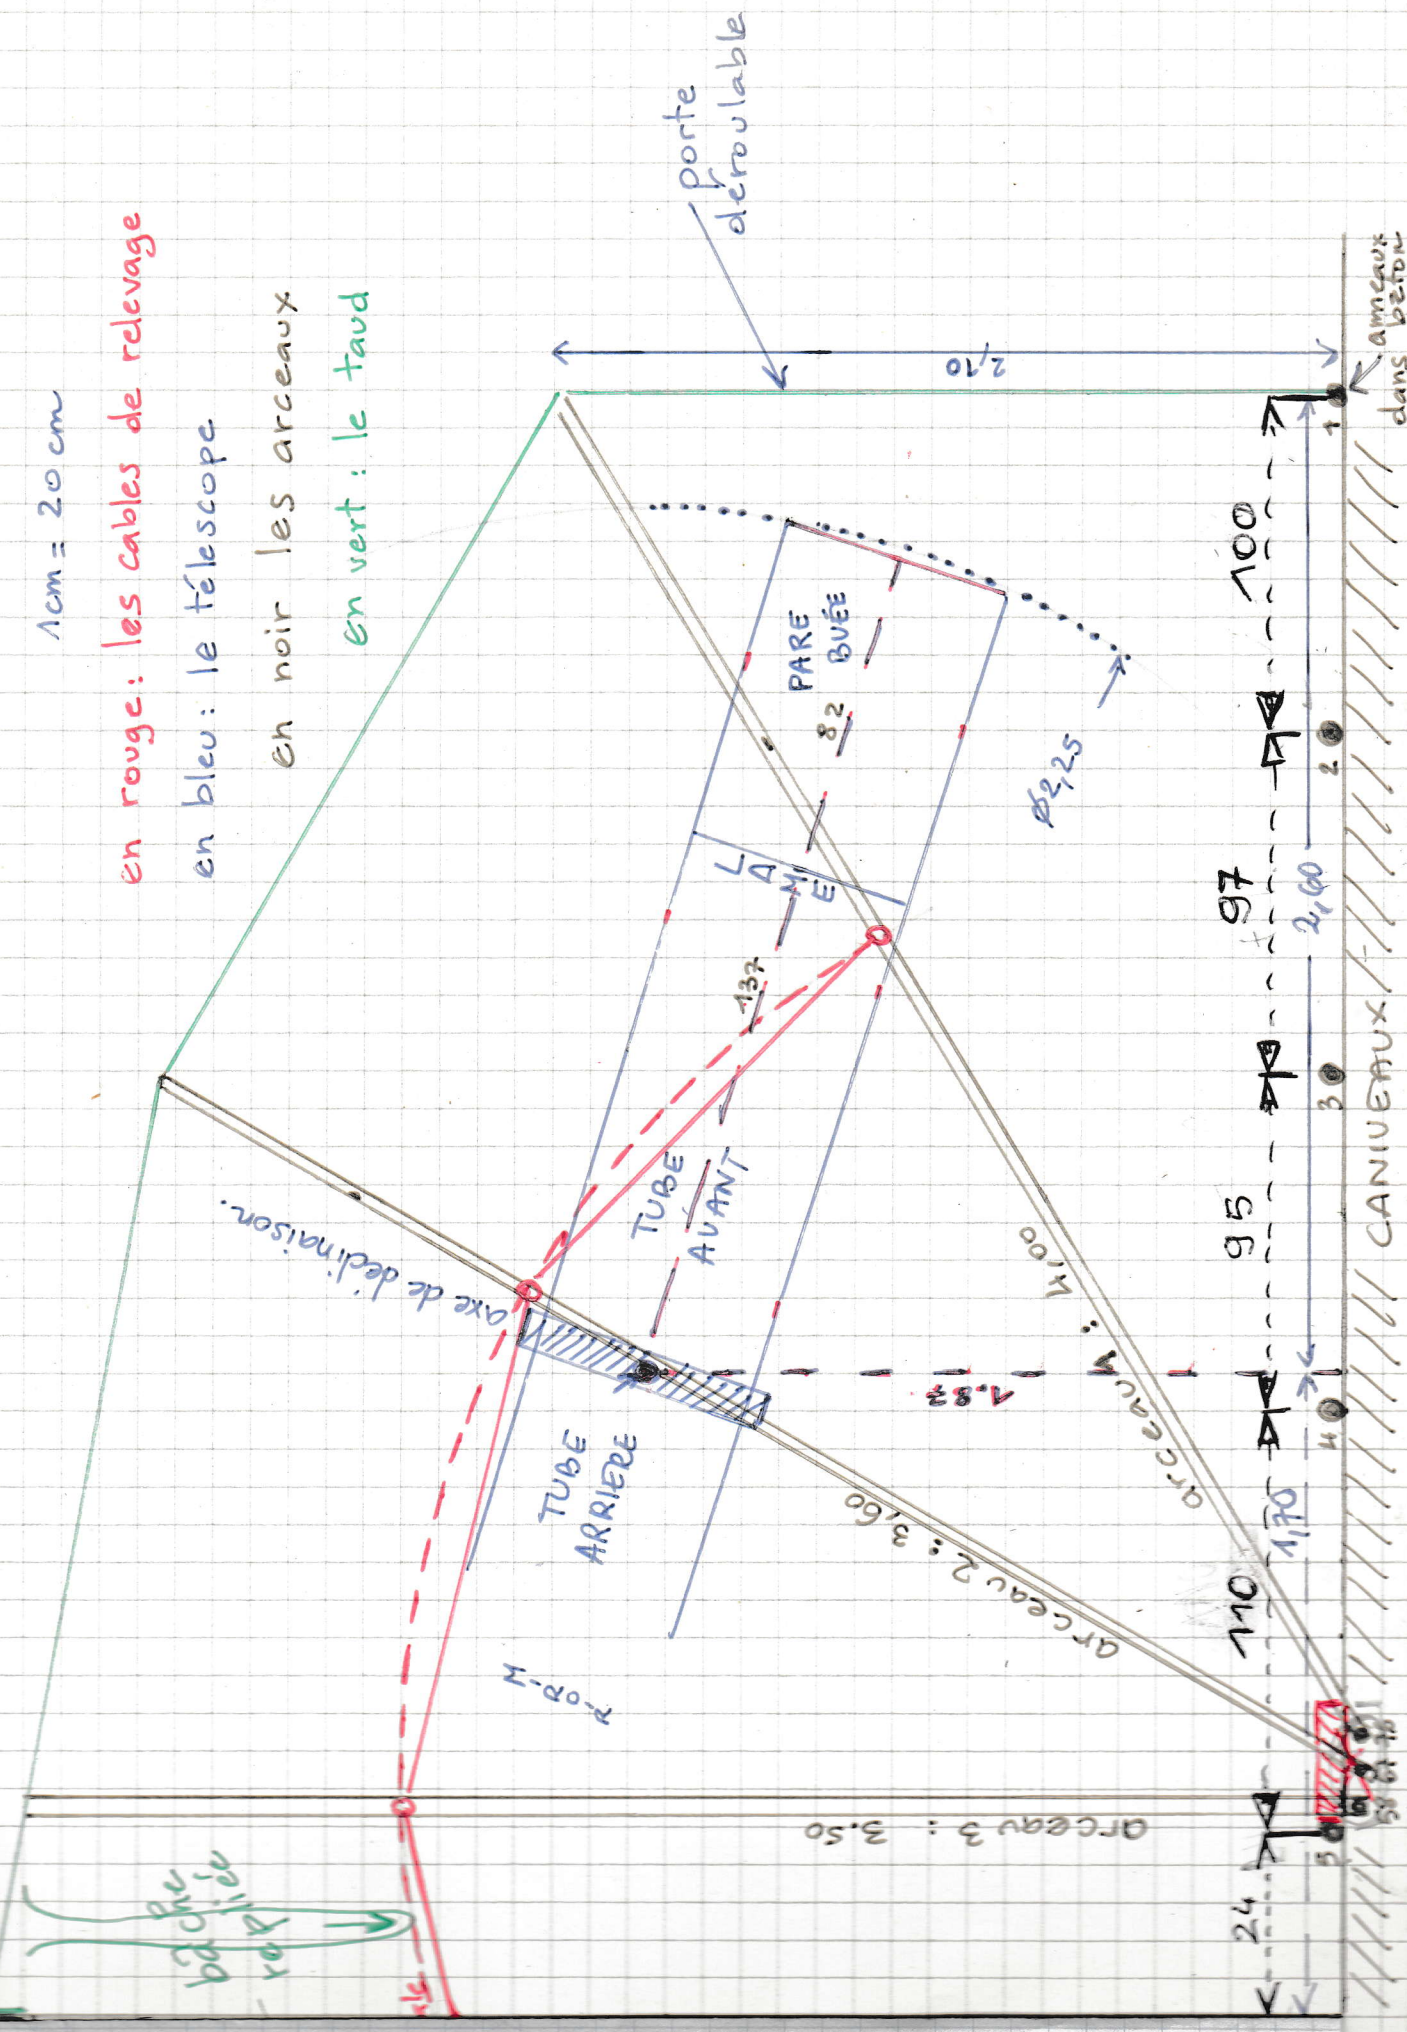 1cm = 20 cm
en rouge : les cables de relevage
en bleu : le télescope
en noir les arceaux
en vert : le taud
porte
déroulable
2,10
anneaux
dans béton
PARE
BUÉE
82
LAME
137
Ø 2,25
TUBE
AVANT
axe de déclinaison.
1.87
TUBE
ARRIERE
M-R-O-R
arceau 1 : 4,00
arceau 2 : 3,60
arceau 3 : 3.50
bâche
repliée
24
110
95
97
100
1,70
2,60
5
4
3
2
1
CANIVEAUX